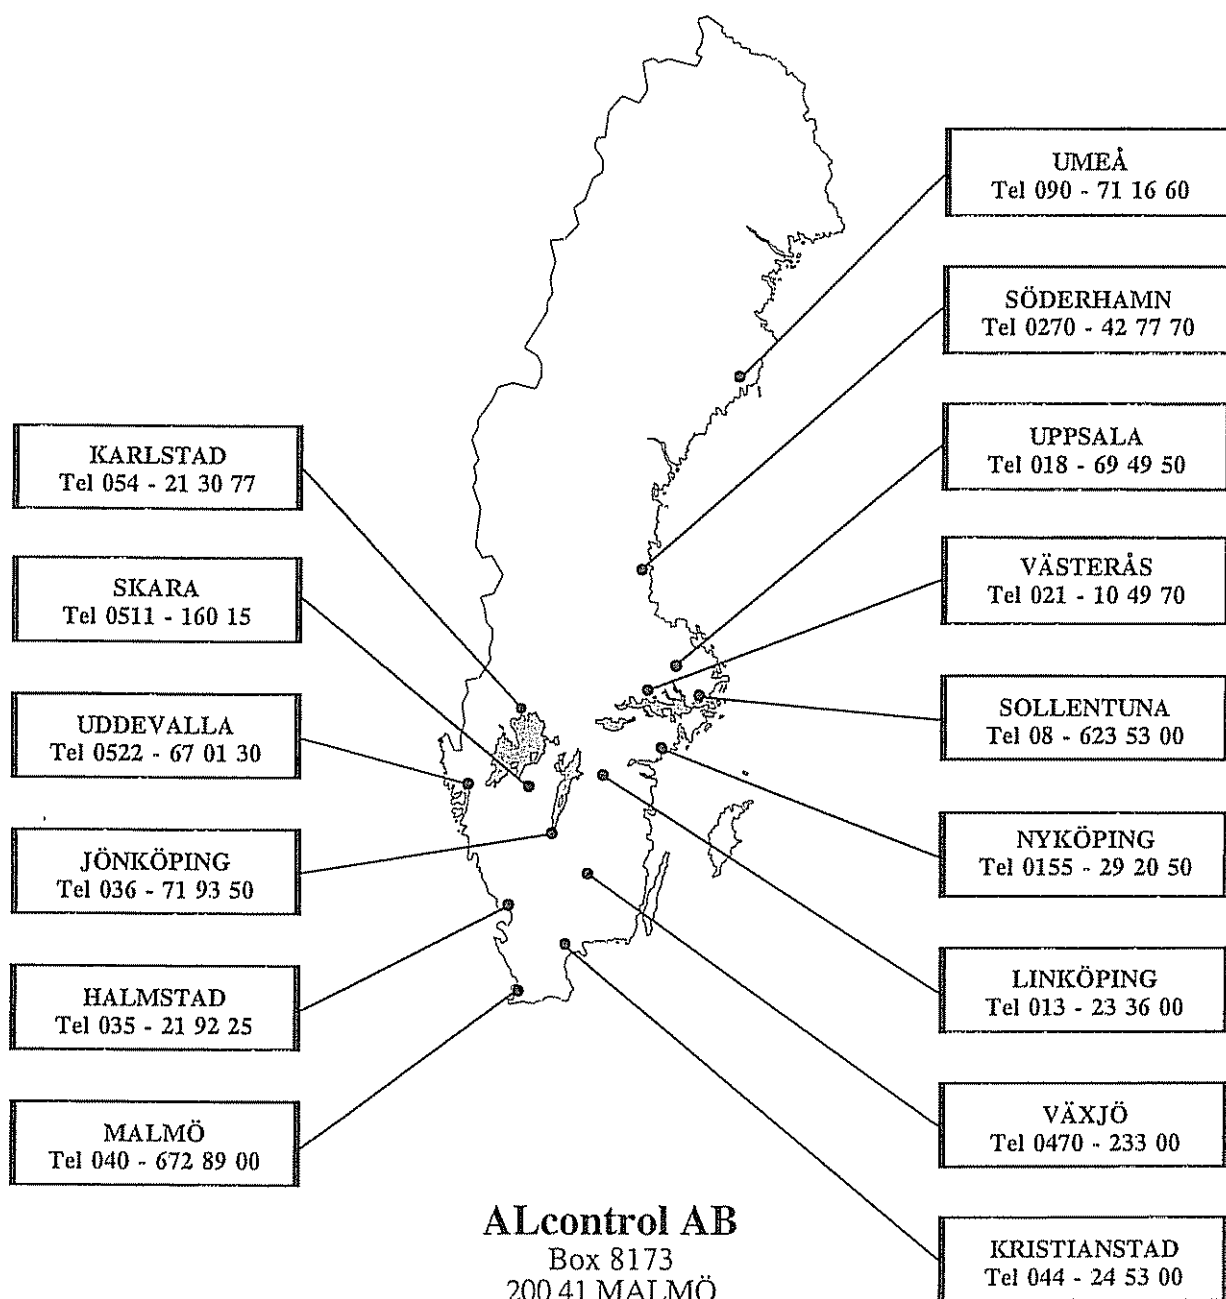 UMEÅ
Tel 090 - 71 16 60
SÖDERHAMN
Tel 0270 - 42 77 70
UPPSALA
Tel 018 - 69 49 50
VÄSTERÅS
Tel 021 - 10 49 70
SOLLENTUNA
Tel 08 - 623 53 00
NYKÖPING
Tel 0155 - 29 20 50
LINKÖPING
Tel 013 - 23 36 00
VÄXJÖ
Tel 0470 - 233 00
KRISTIANSTAD
Tel 044 - 24 53 00
KARLSTAD
Tel 054 - 21 30 77
SKARA
Tel 0511 - 160 15
UDDEVALLA
Tel 0522 - 67 01 30
JÖNKÖPING
Tel 036 - 71 93 50
HALMSTAD
Tel 035 - 21 92 25
MALMÖ
Tel 040 - 672 89 00
ALcontrol AB
Box 8173
200 41 MALMÖ